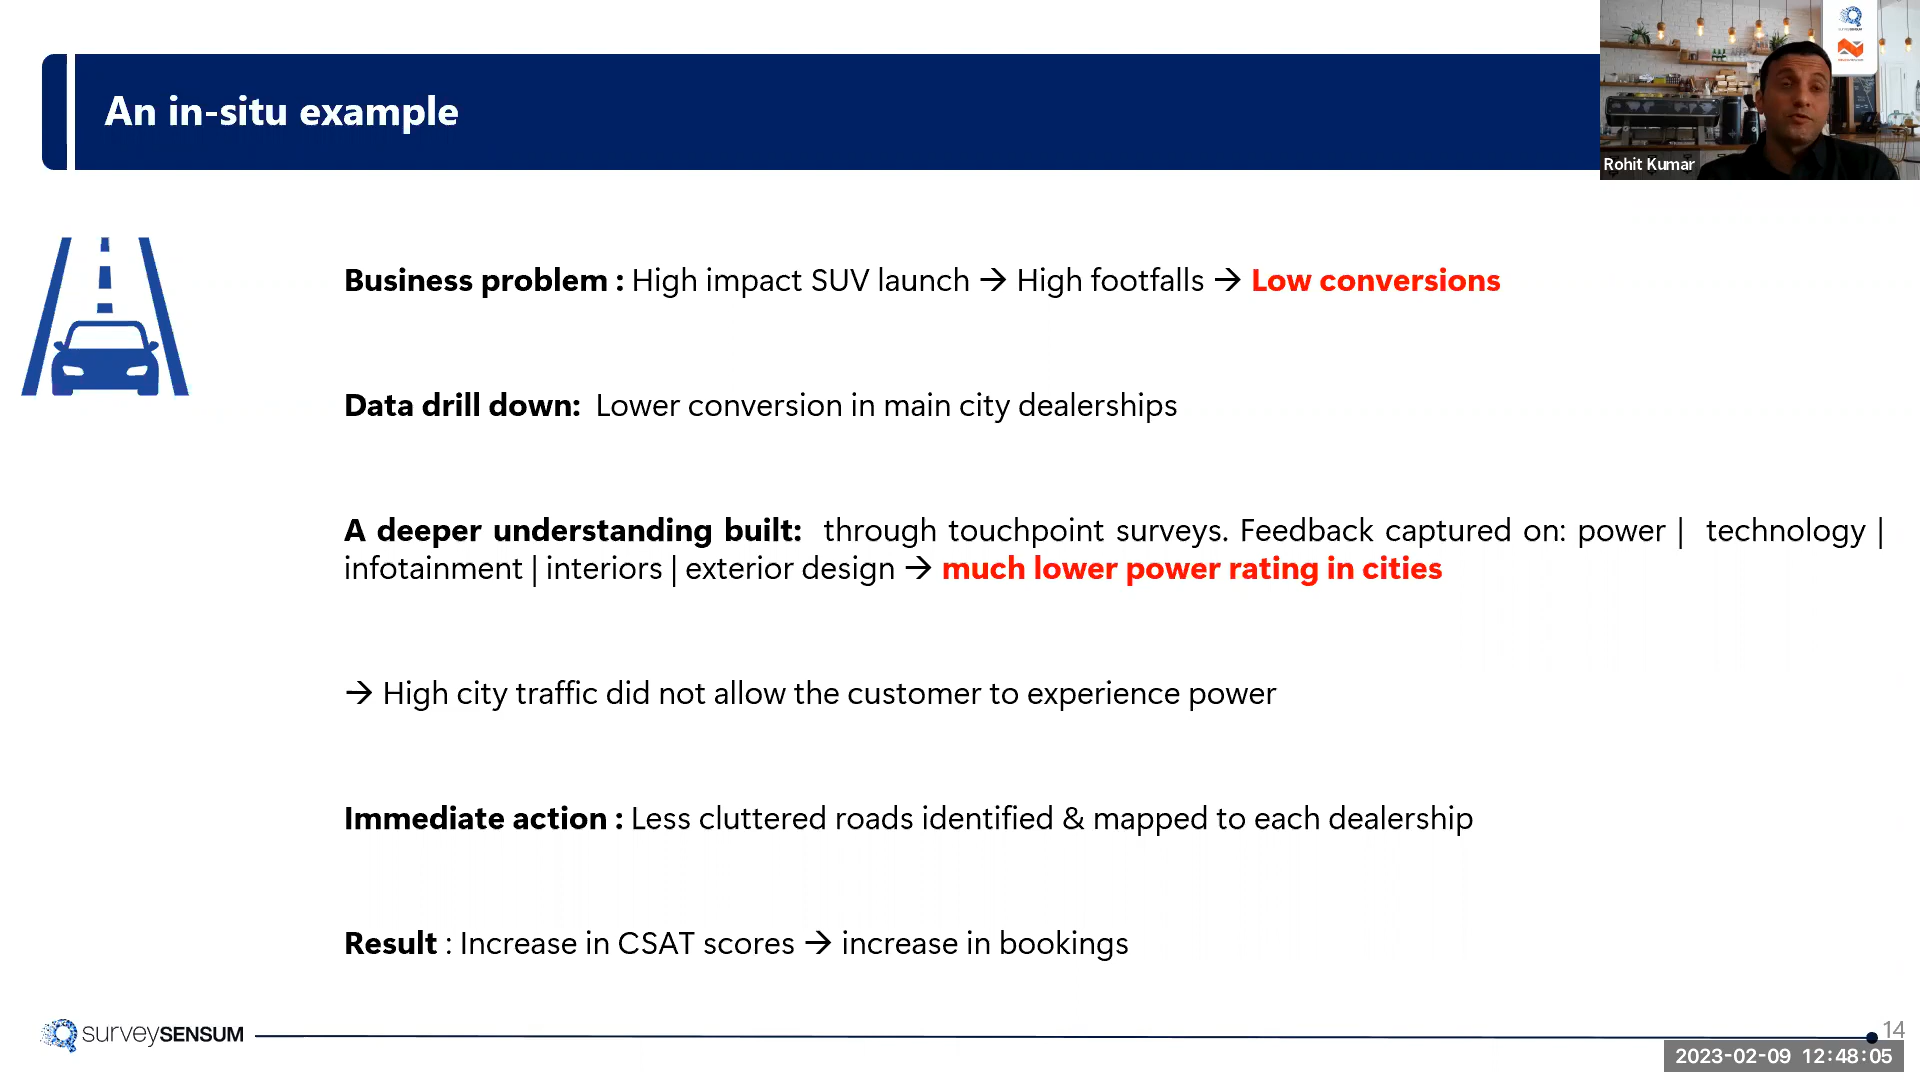 An in-situ example
Rohit Kumar
Business problem : High impact SUV launch → High footfalls → Low conversions
Data drill down: Lower conversion in main city dealerships
A deeper understanding built: through touchpoint surveys. Feedback captured on: power | technology |
infotainment | interiors | exterior design → much lower power rating in cities
→ High city traffic did not allow the customer to experience power
Immediate action : Less cluttered roads identified & mapped to each dealership
Result : Increase in CSAT scores → increase in bookings
surveySENSUM
14
2023-02-09 12:48:05